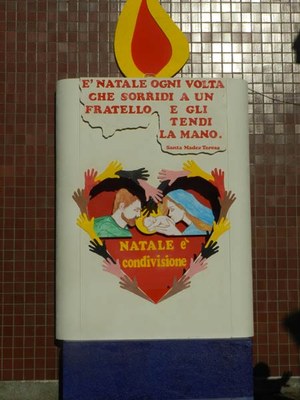 E' NATALE OGNI VOLTA
CHE SORRIDI A UN
FRATELLO E GLI
TENDI
LA MANO.
Santa Madre Teresa
NATALE è
condivisione